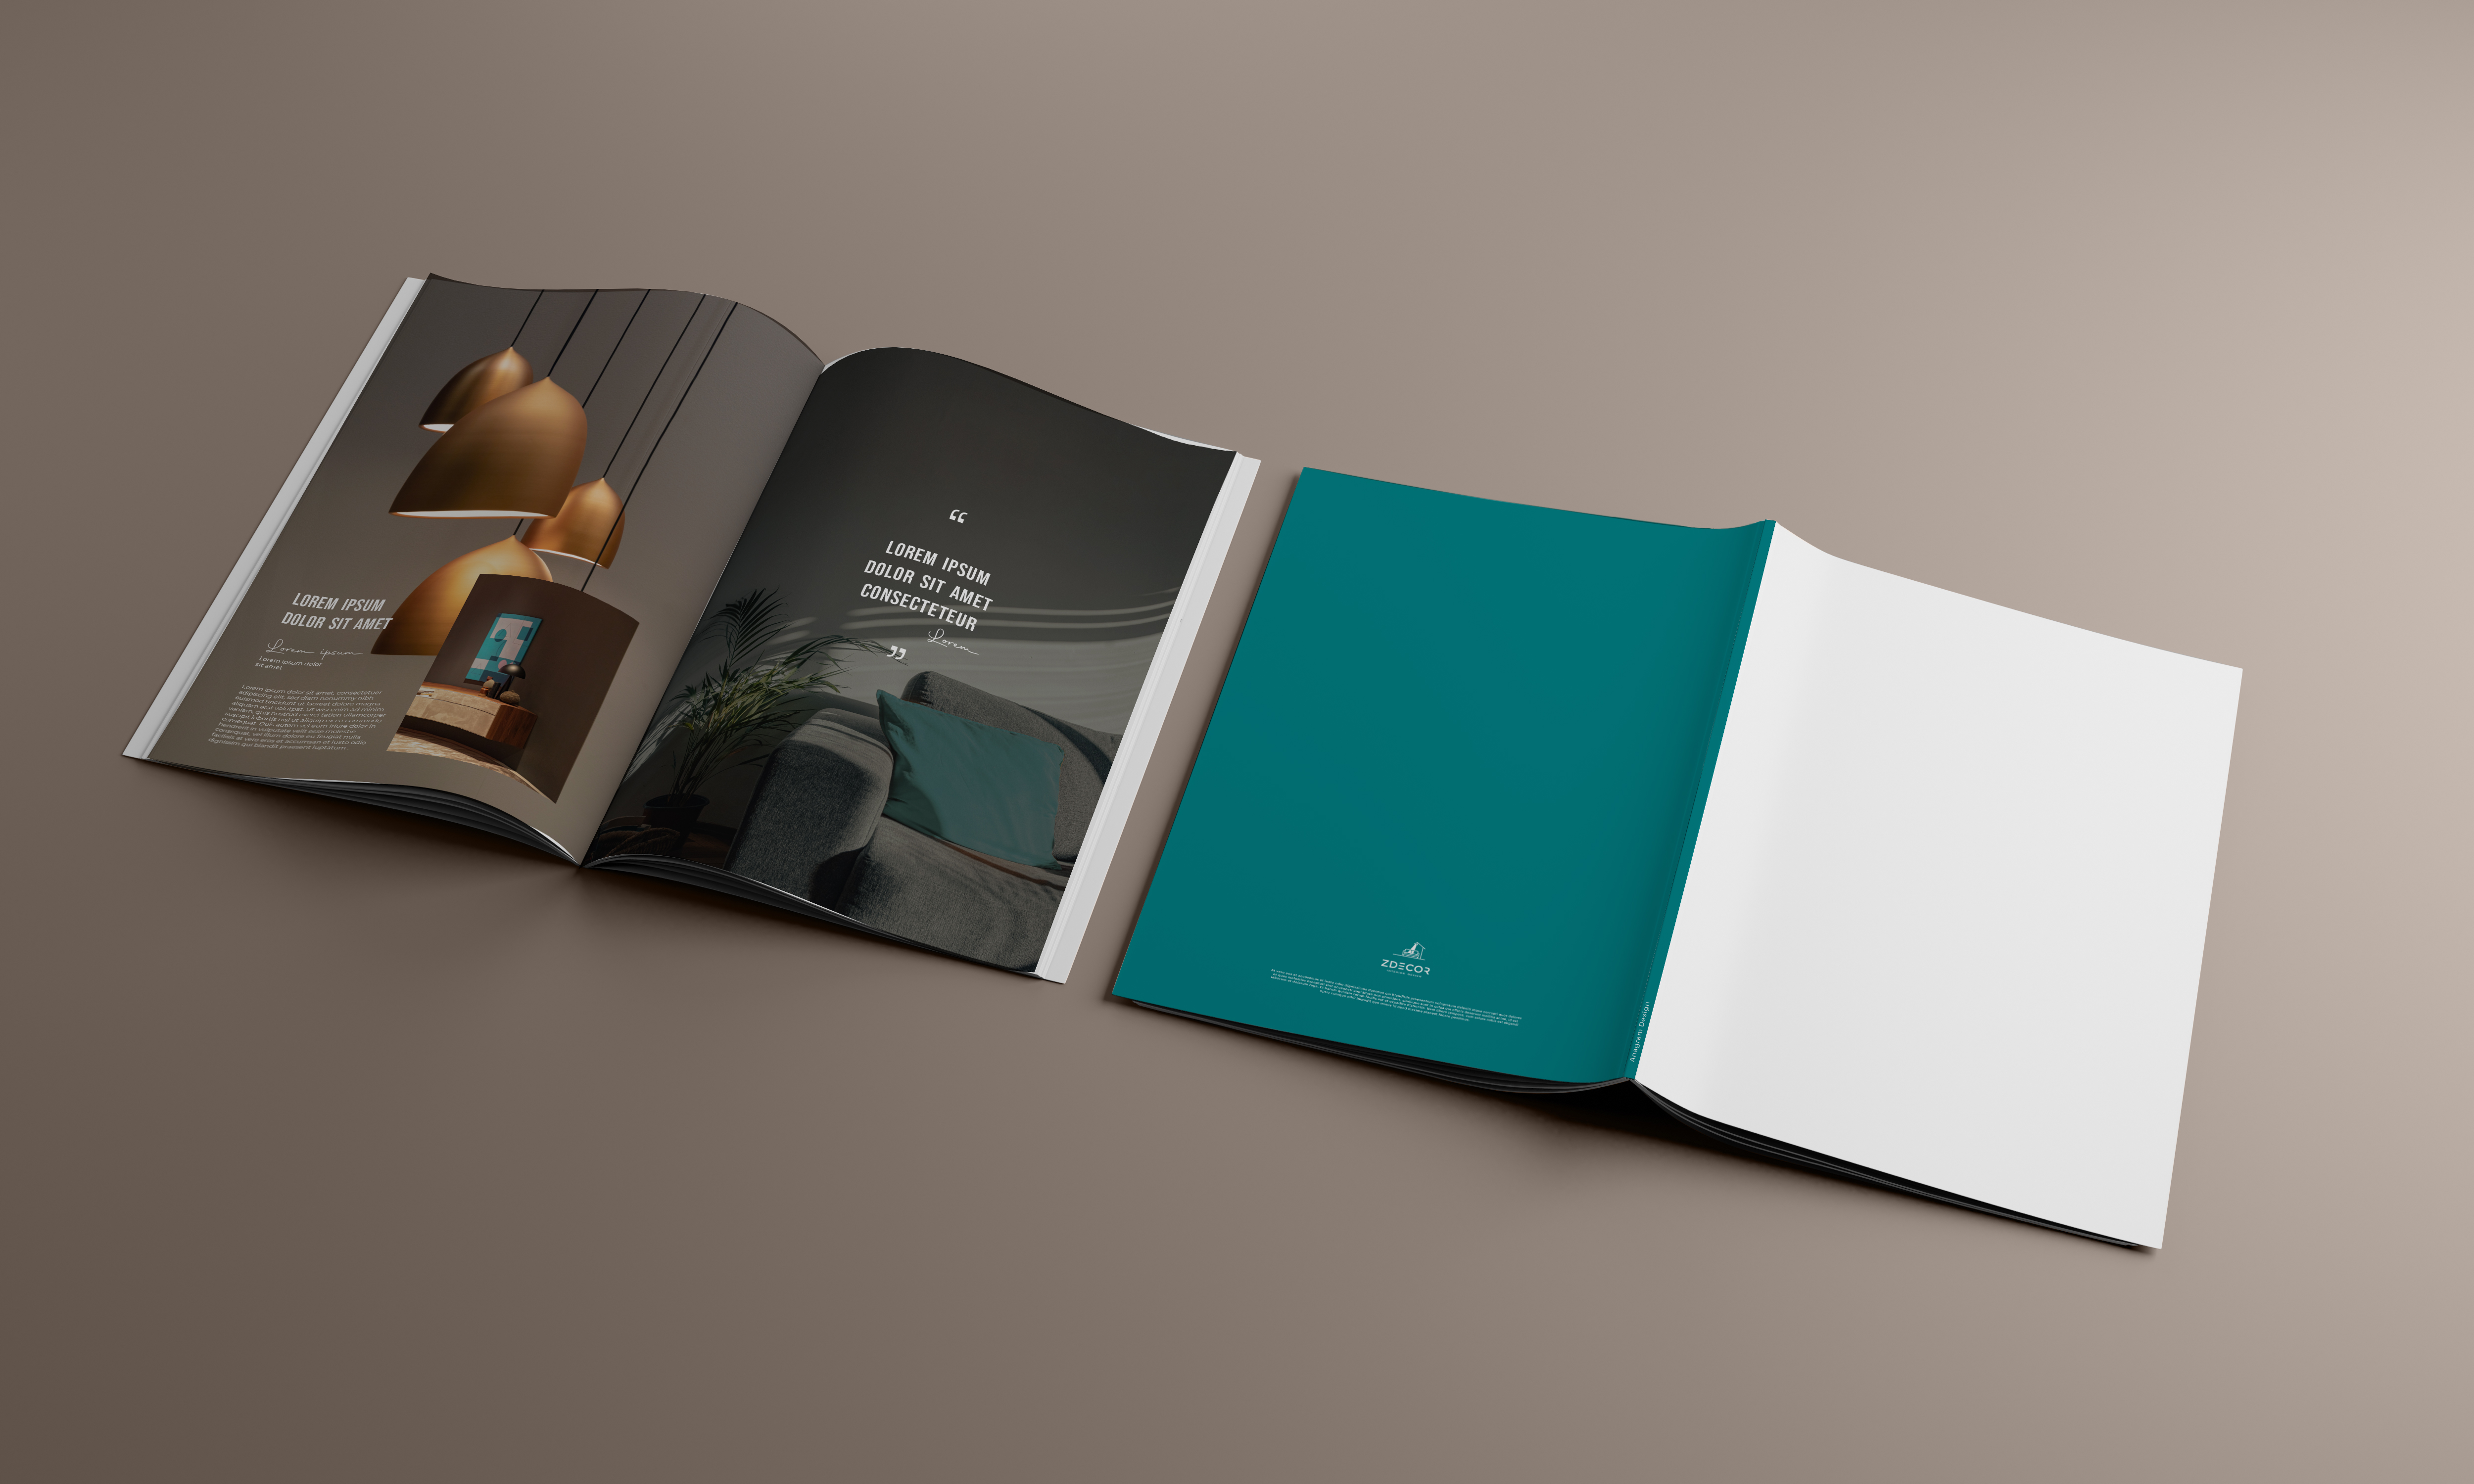 LOREM IPSUM
DOLOR SIT AMET
Lorem ipsum
Lorem ipsum dolor
sit amet
Lorem ipsum dolor sit amet, consectetuer
adipiscing elit, sed diam nonummy nibh
euismod tincidunt ut laoreet dolore magna
aliquam erat volutpat. Ut wisi enim ad minim
veniam, quis nostrud exerci tation ullamcorper
suscipit lobortis nisl ut aliquip ex ea commodo
consequat. Duis autem vel eum iriure dolor in
hendrerit in vulputate velit esse molestie
consequat, vel illum dolore eu feugiat nulla
facilisis at vero eros et accumsan et iusto odio
dignissim qui blandit praesent luptatum.
“
LOREM IPSUM
DOLOR SIT AMET
CONSECTETEUR
Lorem
”
ZDECOR
Anagram Design